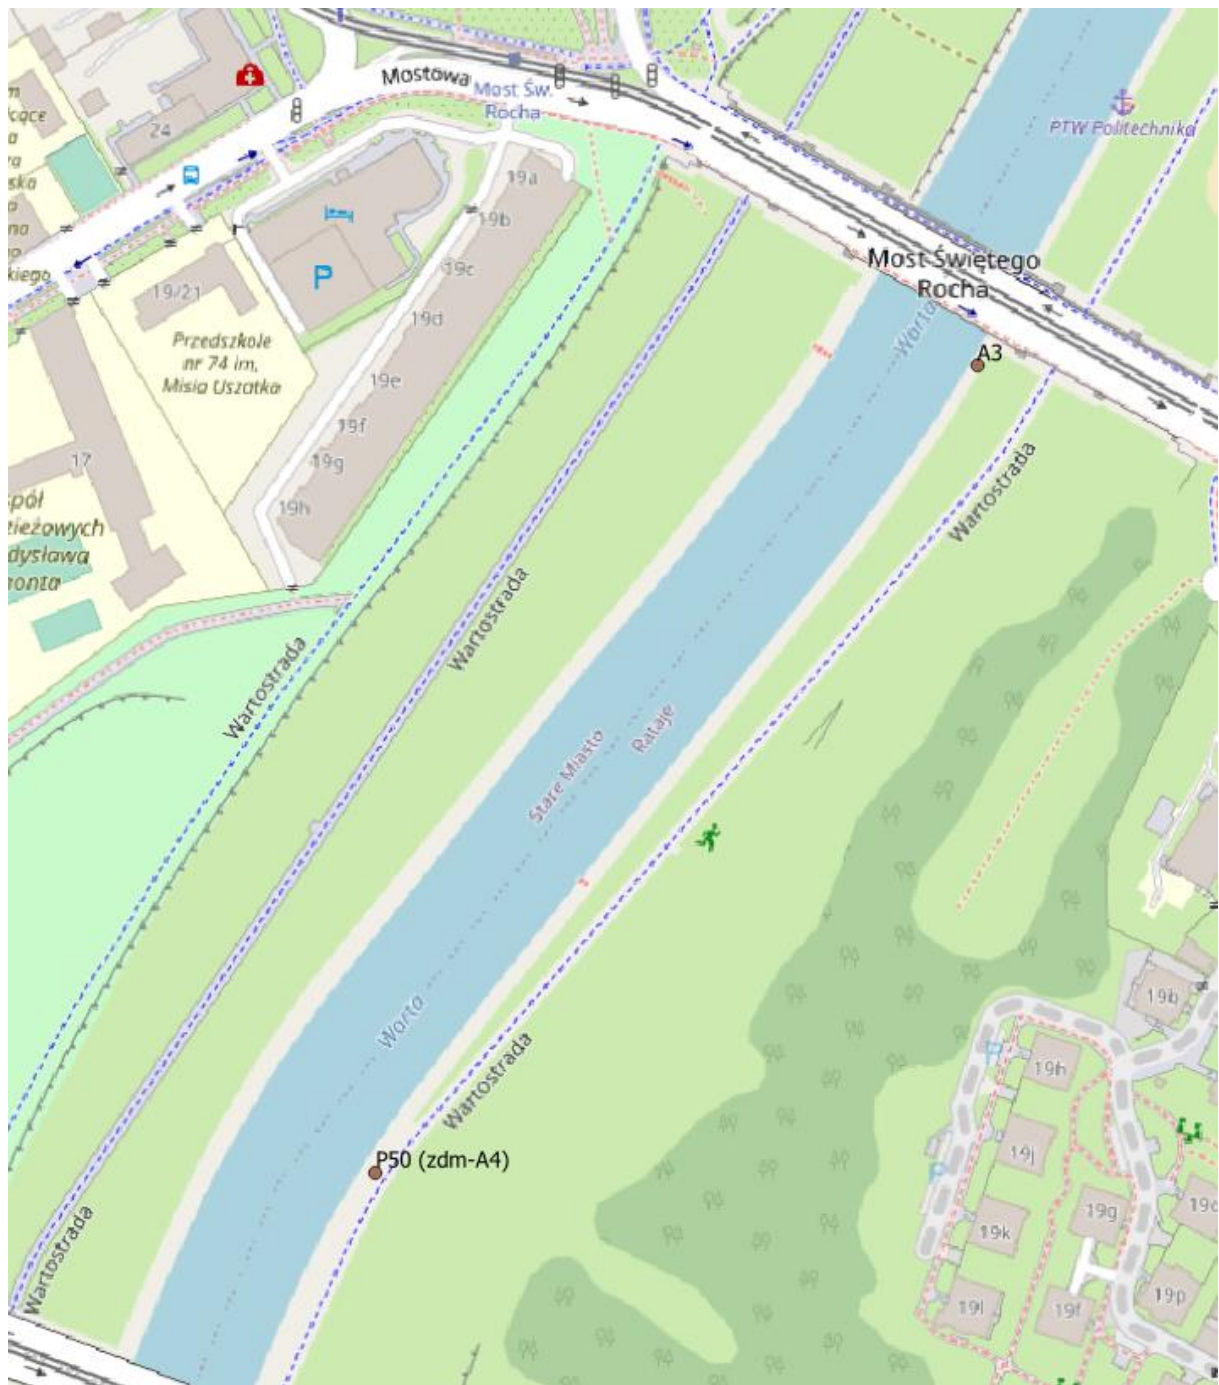 Mostowa
Most Św.
Rocha
PTW Politechnika
24
19a
19b
19c
19d
19e
19f
19g
19h
Most Świętego
Rocha
Warta
A3
19/21
Przedszkole
nr 74 im.
Misia Uszatka
P
17
Wartostrada
Wartostrada
Wartostrada
Stare Miasto
Rataje
Warta
Wartostrada
P50 (zdm-A4)
Wartostrada
19ib
P
19ih
19j
P
19k
19g
19l
19f
19p